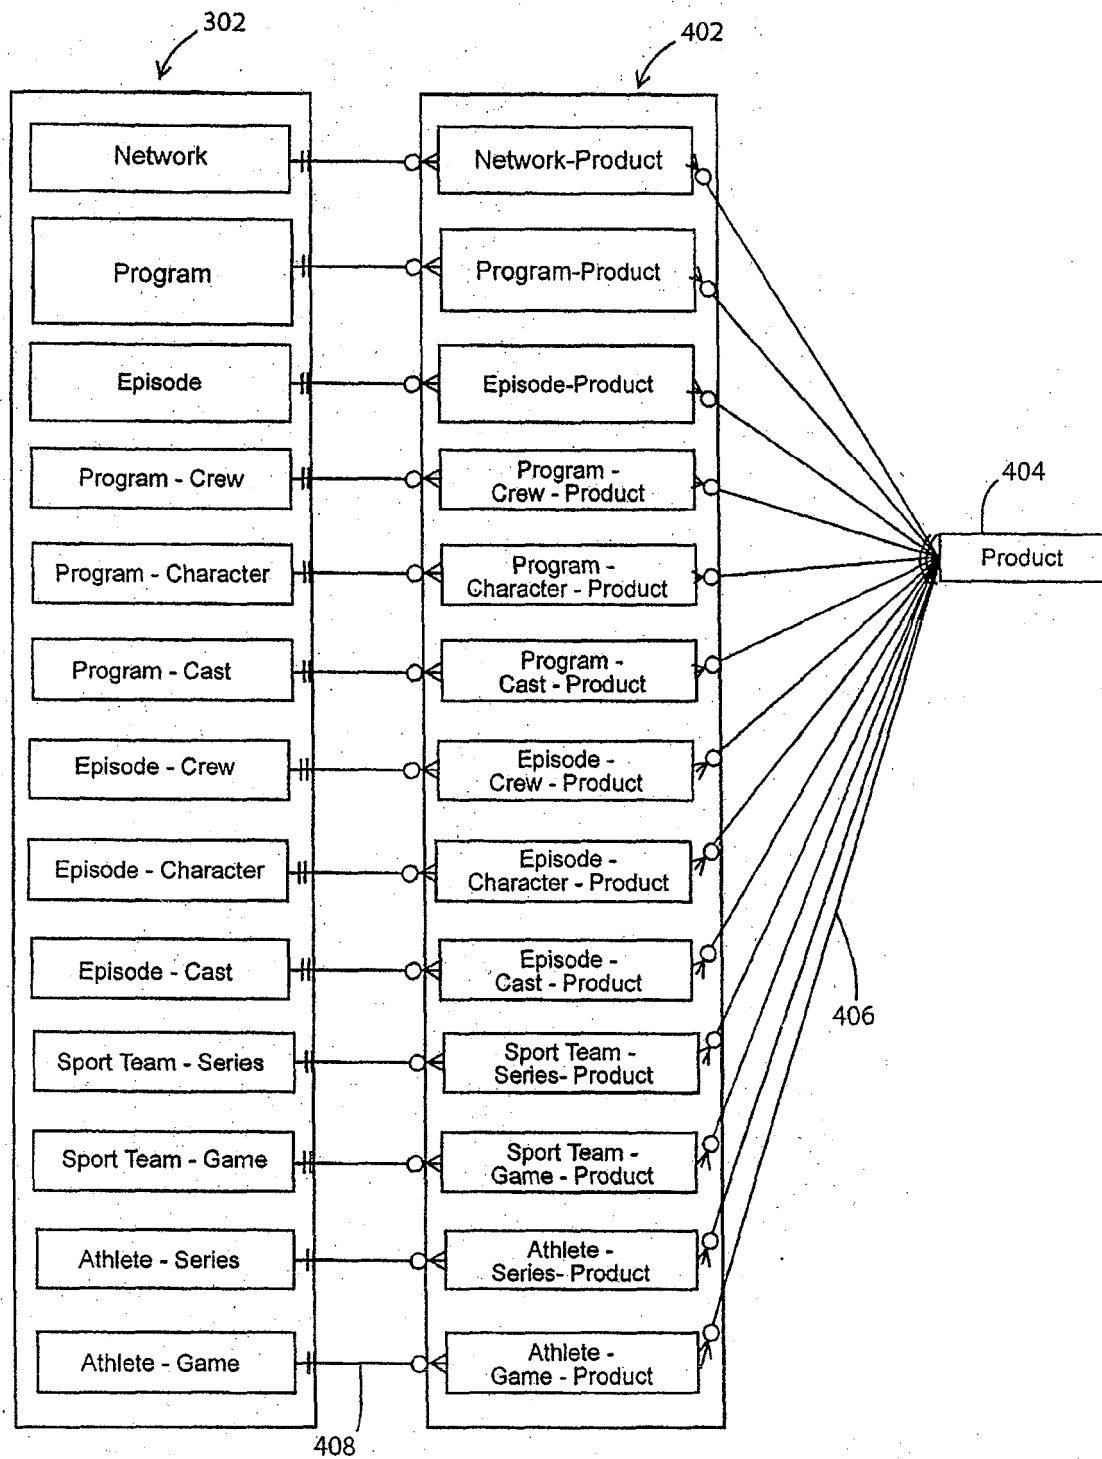 302
402
Network
Network-Product
Program
Program-Product
Episode
Episode-Product
404
Product
Program - Crew
Program -
Crew - Product
Program - Character
Program -
Character - Product
Program - Cast
Program -
Cast - Product
Episode - Crew
Episode -
Crew - Product
Episode - Character
Episode -
Character - Product
Episode - Cast
Episode -
Cast - Product
406
Sport Team - Series
Sport Team -
Series- Product
Sport Team - Game
Sport Team -
Game - Product
Athlete - Series
Athlete -
Series- Product
Athlete - Game
Athlete -
Game - Product
408